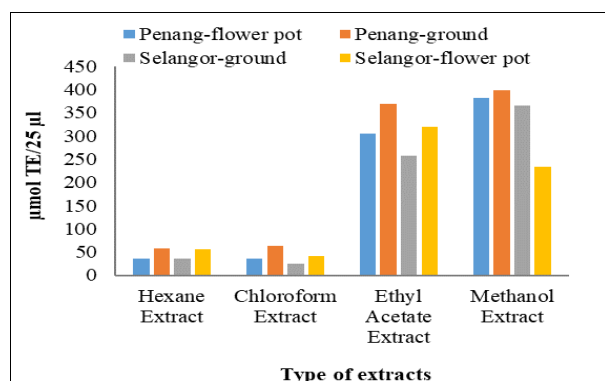 Penang-flower pot Penang-ground
Selangor-ground Selangor-flower pot
450
400
350
300
250
200
150
100
50
0
µmol TE/25 µl
Hexane Extract
Chloroform Extract
Ethyl Acetate Extract
Methanol Extract
Type of extracts